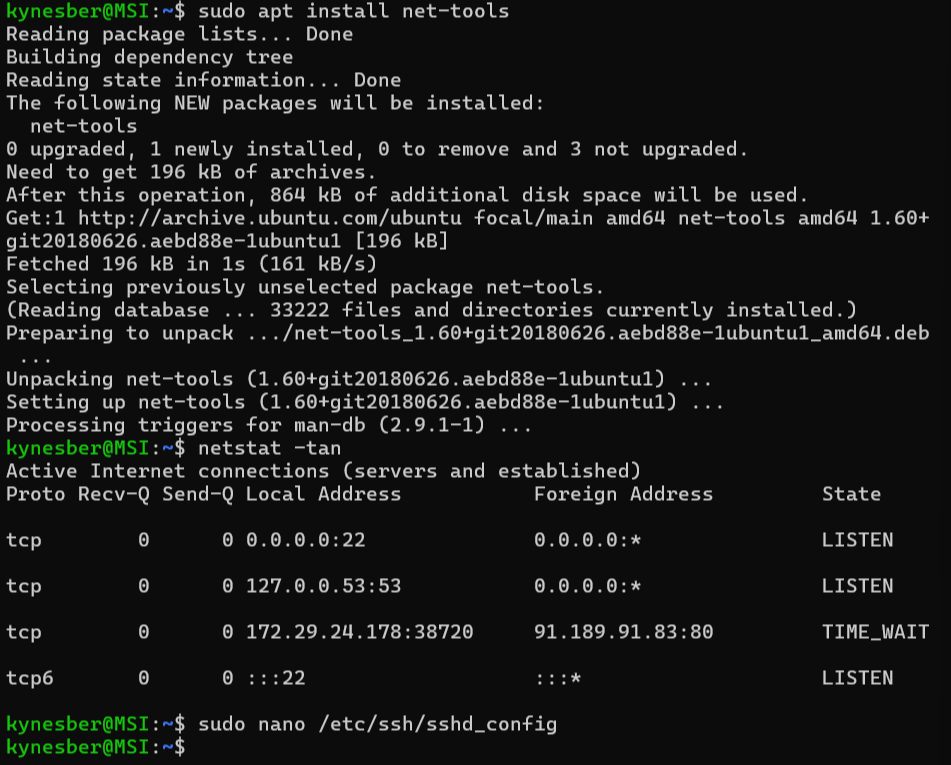 kynesber@MSI:~$ sudo apt install net-tools
Reading package lists... Done
Building dependency tree
Reading state information... Done
The following NEW packages will be installed:
  net-tools
0 upgraded, 1 newly installed, 0 to remove and 3 not upgraded.
Need to get 196 kB of archives.
After this operation, 864 kB of additional disk space will be used.
Get:1 http://archive.ubuntu.com/ubuntu focal/main amd64 net-tools amd64 1.60+
git20180626.aebd88e-1ubuntu1 [196 kB]
Fetched 196 kB in 1s (161 kB/s)
Selecting previously unselected package net-tools.
(Reading database ... 33222 files and directories currently installed.)
Preparing to unpack .../net-tools_1.60+git20180626.aebd88e-1ubuntu1_amd64.deb
 ...
Unpacking net-tools (1.60+git20180626.aebd88e-1ubuntu1) ...
Setting up net-tools (1.60+git20180626.aebd88e-1ubuntu1) ...
Processing triggers for man-db (2.9.1-1) ...
kynesber@MSI:~$ netstat -tan
Active Internet connections (servers and established)
Proto Recv-Q Send-Q Local Address           Foreign Address         State
tcp        0      0 0.0.0.0:22              0.0.0.0:*               LISTEN
tcp        0      0 127.0.0.53:53           0.0.0.0:*               LISTEN
tcp        0      0 172.29.24.178:38720     91.189.91.83:80         TIME_WAIT
tcp6       0      0 :::22                   :::*                    LISTEN
kynesber@MSI:~$ sudo nano /etc/ssh/sshd_config
kynesber@MSI:~$